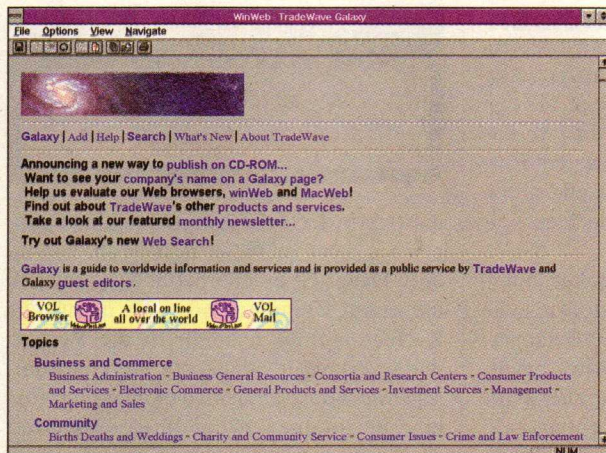 WinWeb - TradeWave Galaxy
File Options View Navigate
Galaxy | Add | Help | Search | What's New | About TradeWave
Announcing a new way to publish on CD-ROM...
Want to see your company's name on a Galaxy page?
Help us evaluate our Web browsers, winWeb and MacWeb!
Find out about TradeWave's other products and services.
Take a look at our featured monthly newsletter...
Try out Galaxy's new Web Search!
Galaxy is a guide to worldwide information and services and is provided as a public service by TradeWave and
Galaxy guest editors.
VOL Browser
A local on line all over the world
VOL Mail
Topics
Business and Commerce
Business Administration - Business General Resources - Consortia and Research Centers - Consumer Products
and Services - Electronic Commerce - General Products and Services - Investment Sources - Management -
Marketing and Sales
Community
Births Deaths and Weddings - Charity and Community Service - Consumer Issues - Crime and Law Enforcement
NUM